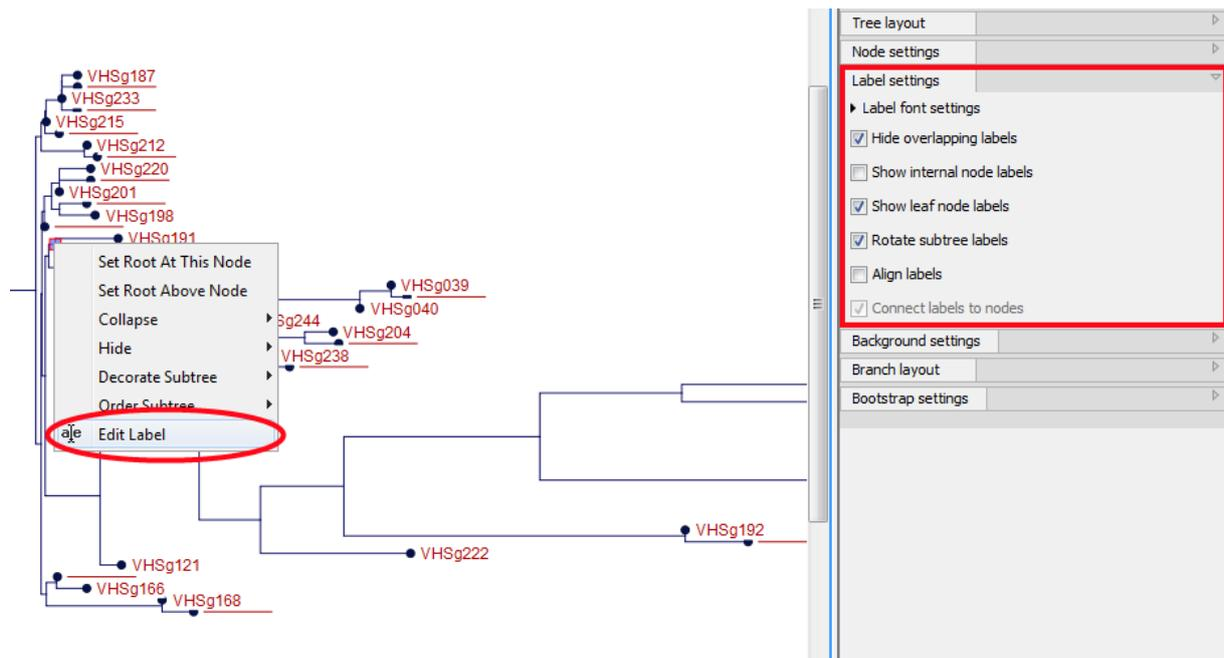 VHSg187
VHSg233
VHSg215
VHSg212
VHSg220
VHSg201
VHSg198
VHSg191
Set Root At This Node
Set Root Above Node
Collapse
Hide
Decorate Subtree
Order Subtree
Edit Label
VHSg039
VHSg040
Sg244
VHSg204
VHSg238
VHSg192
VHSg222
VHSg121
VHSg166
VHSg168
Tree layout
Node settings
Label settings
Label font settings
Hide overlapping labels
Show internal node labels
Show leaf node labels
Rotate subtree labels
Align labels
Connect labels to nodes
Background settings
Branch layout
Bootstrap settings